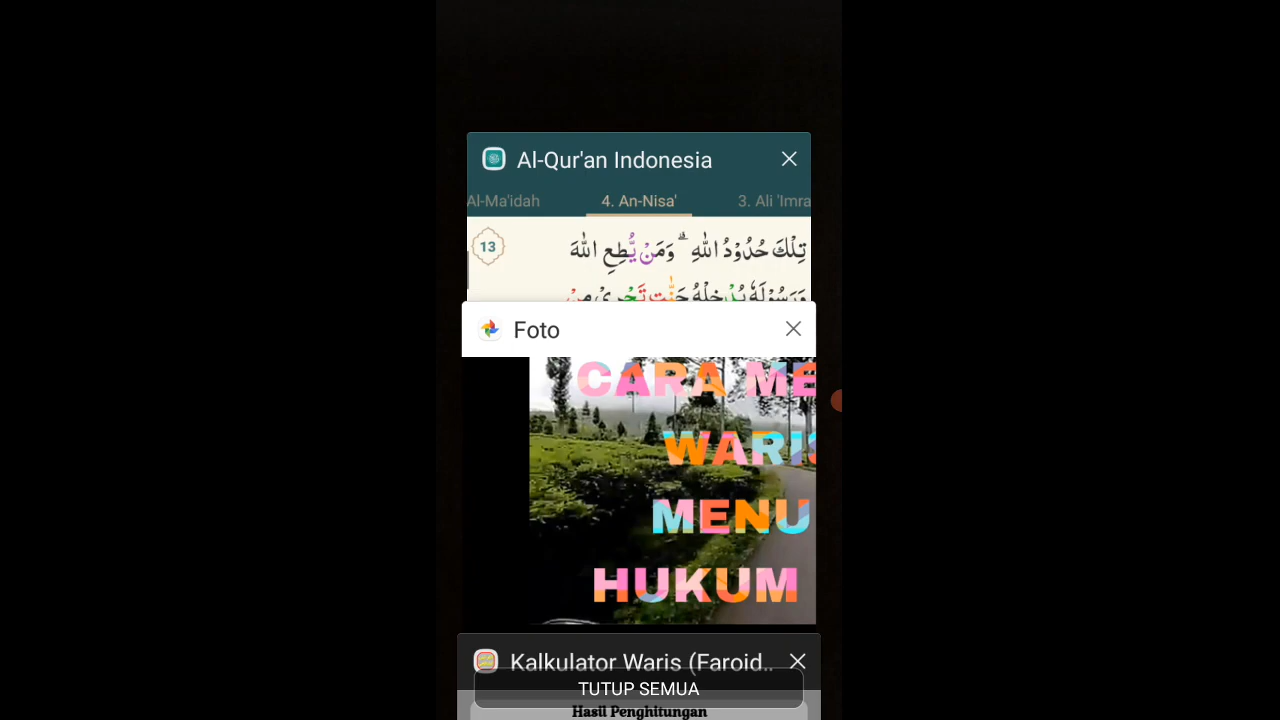 Al-Qur'an Indonesia
Al-Ma'idah 4. An-Nisa' 3. Ali 'Imra
13
تِلْكَ حُدُوْدُ اللّٰهِ ۗ وَمَنْ يُّطِعِ اللّٰهَ
وَرَسُوْلَهٗ يُدْخِلْهُ جَنّٰتٍ تَجْرِيْ مِنْ
Foto
CARA ME
WARIS
MENU
HUKUM
Kalkulator Waris (Faroid..
TUTUP SEMUA
Hasil Penghitungan